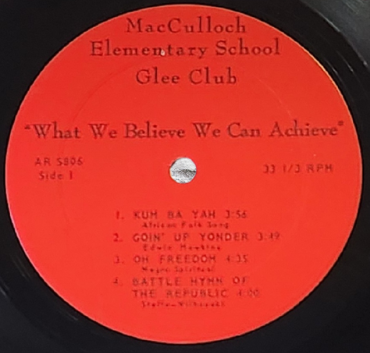 MacCulloch
Elementary School
Glee Club
"What We Believe We Can Achieve"
AR 5806
Side 1
33 1/3 RPM
1. KUM BA YAH 3:56
African Folk Song
2. GOIN' UP YONDER 3:49
Edwin Hawkins
3. OH FREEDOM 4:35
Negro Spiritual
4. BATTLE HYMN OF
THE REPUBLIC 4:00